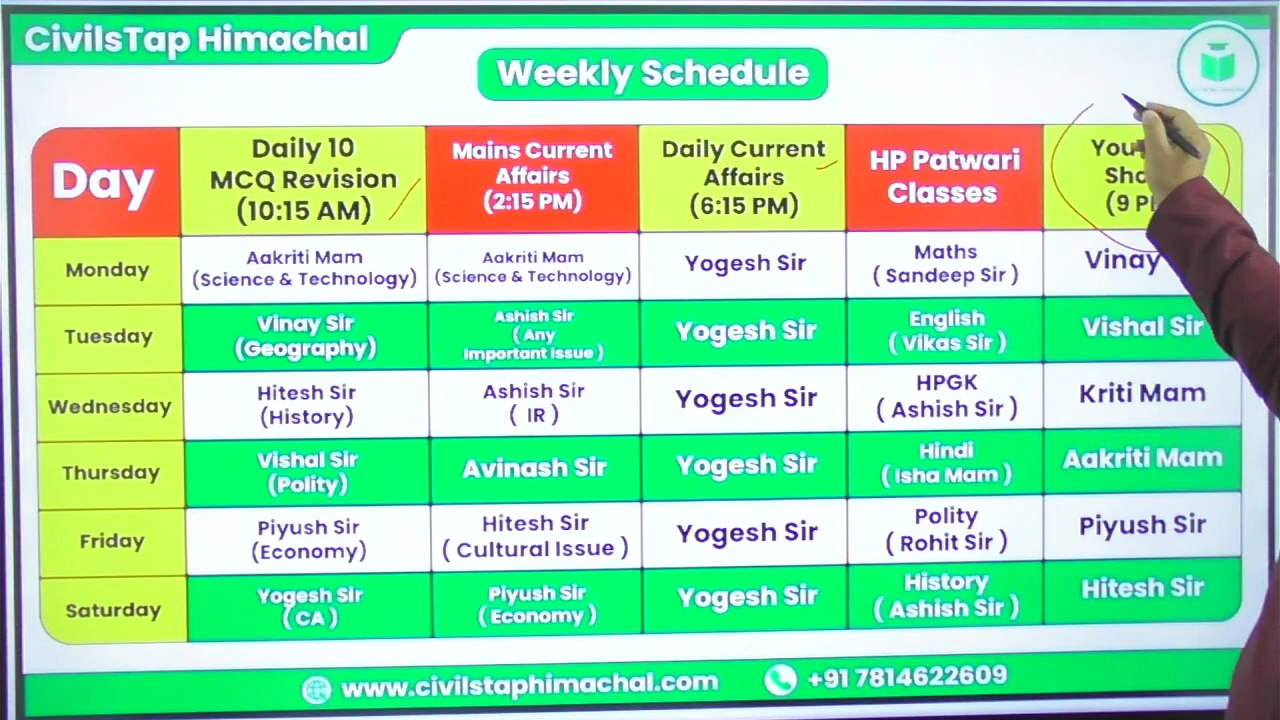 CivilsTap Himachal
Weekly Schedule
Day
Daily 10
MCQ Revision
(10:15 AM)
Mains Current
Affairs
(2:15 PM)
Daily Current
Affairs
(6:15 PM)
HP Patwari
Classes
(9
Monday
Aakriti Mam
(Science & Technology)
Aakriti Mam
(Science & Technology)
Yogesh Sir
Maths
( Sandeep Sir )
Vinay
Tuesday
Vinay Sir
(Geography)
Ashish Sir
( Any
Important Issue )
Yogesh Sir
English
( Vikas Sir )
Vishal Sir
Wednesday
Hitesh Sir
(History)
Ashish Sir
( IR )
Yogesh Sir
HPGK
( Ashish Sir )
Kriti Mam
Thursday
Vishal Sir
(Polity)
Avinash Sir
Yogesh Sir
Hindi
( Isha Mam )
Aakriti Mam
Friday
Piyush Sir
(Economy)
Hitesh Sir
( Cultural Issue )
Yogesh Sir
Polity
( Rohit Sir )
Piyush Sir
Saturday
Yogesh Sir
(CA )
Piyush Sir
( Economy )
Yogesh Sir
History
( Ashish Sir )
Hitesh Sir
www.civilstaphimachal.com
+91 7814622609